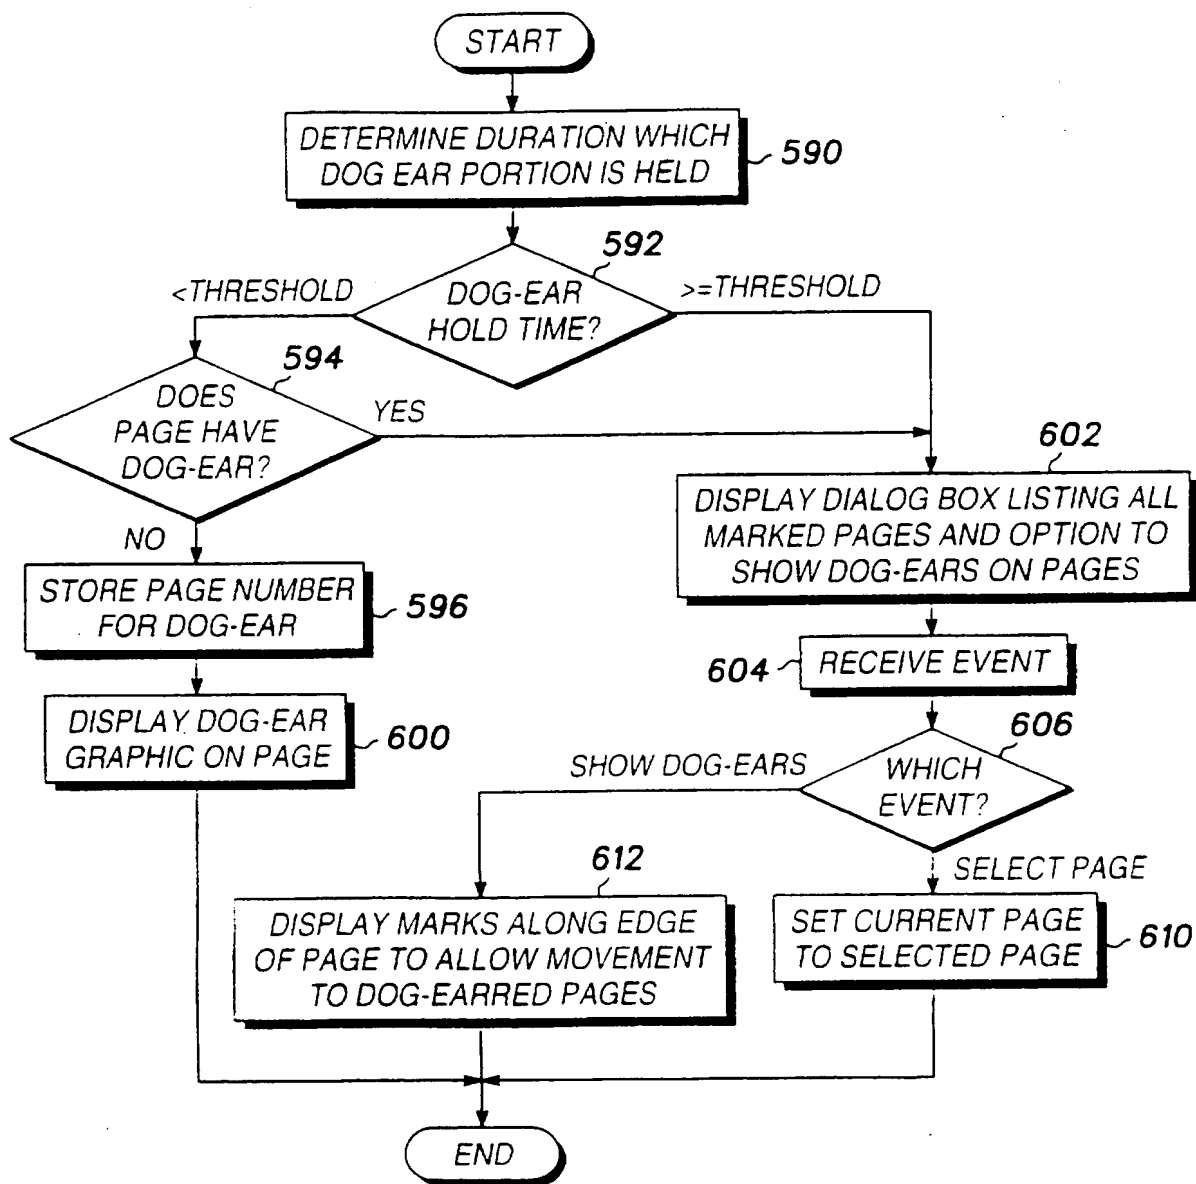 START
DETERMINE DURATION WHICH
DOG EAR PORTION IS HELD
590
592
<THRESHOLD
DOG-EAR
HOLD TIME?
>=THRESHOLD
594
DOES
PAGE HAVE
DOG-EAR?
YES
NO
602
DISPLAY DIALOG BOX LISTING ALL
MARKED PAGES AND OPTION TO
SHOW DOG-EARS ON PAGES
STORE PAGE NUMBER
FOR DOG-EAR
596
604
RECEIVE EVENT
DISPLAY DOG-EAR
GRAPHIC ON PAGE
600
606
SHOW DOG-EARS
WHICH
EVENT?
SELECT PAGE
612
DISPLAY MARKS ALONG EDGE
OF PAGE TO ALLOW MOVEMENT
TO DOG-EARRED PAGES
SET CURRENT PAGE
TO SELECTED PAGE
610
END